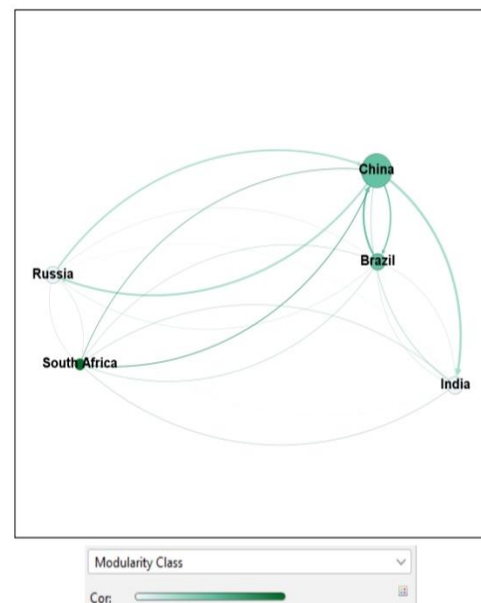 China
Brazil
Russia
South Africa
India
Modularity Class
Cor: